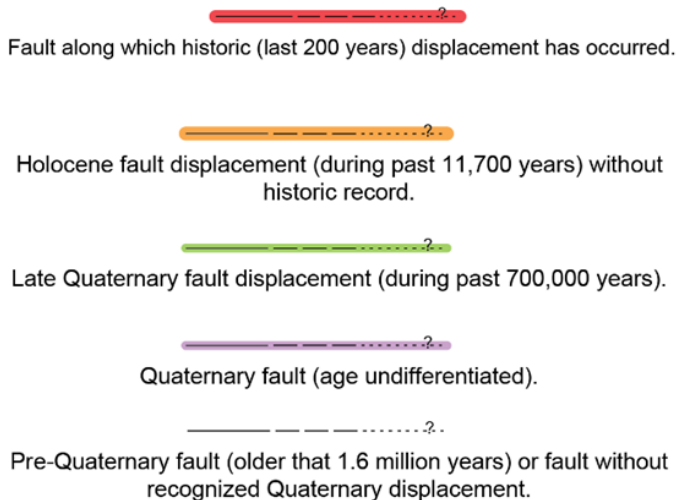 ?
Fault along which historic (last 200 years) displacement has occurred.
?
Holocene fault displacement (during past 11,700 years) without
historic record.
?
Late Quaternary fault displacement (during past 700,000 years).
?
Quaternary fault (age undifferentiated).
?
Pre-Quaternary fault (older that 1.6 million years) or fault without
recognized Quaternary displacement.